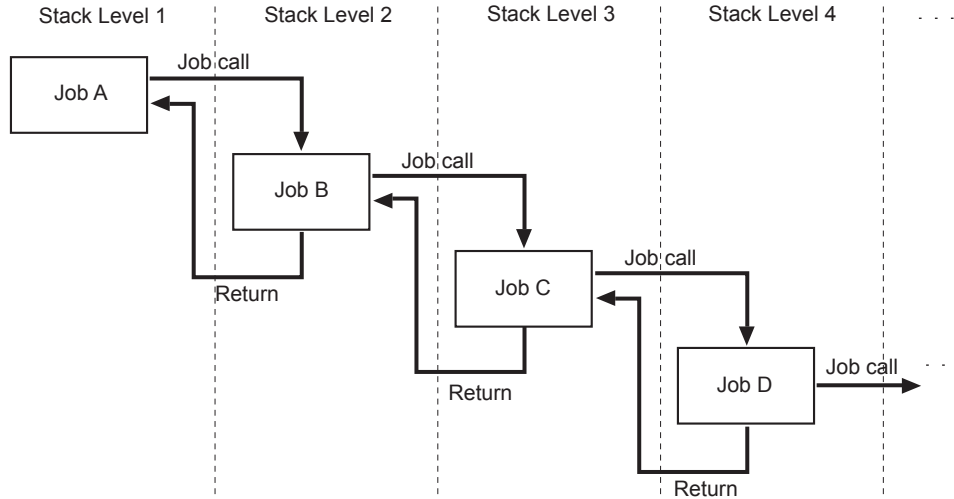 Stack Level 1 Stack Level 2 Stack Level 3 Stack Level 4 . . .
Job call
Job A
Job call
Job B
Job call
Job C
Return
Job call . .
Job D
Return
Return